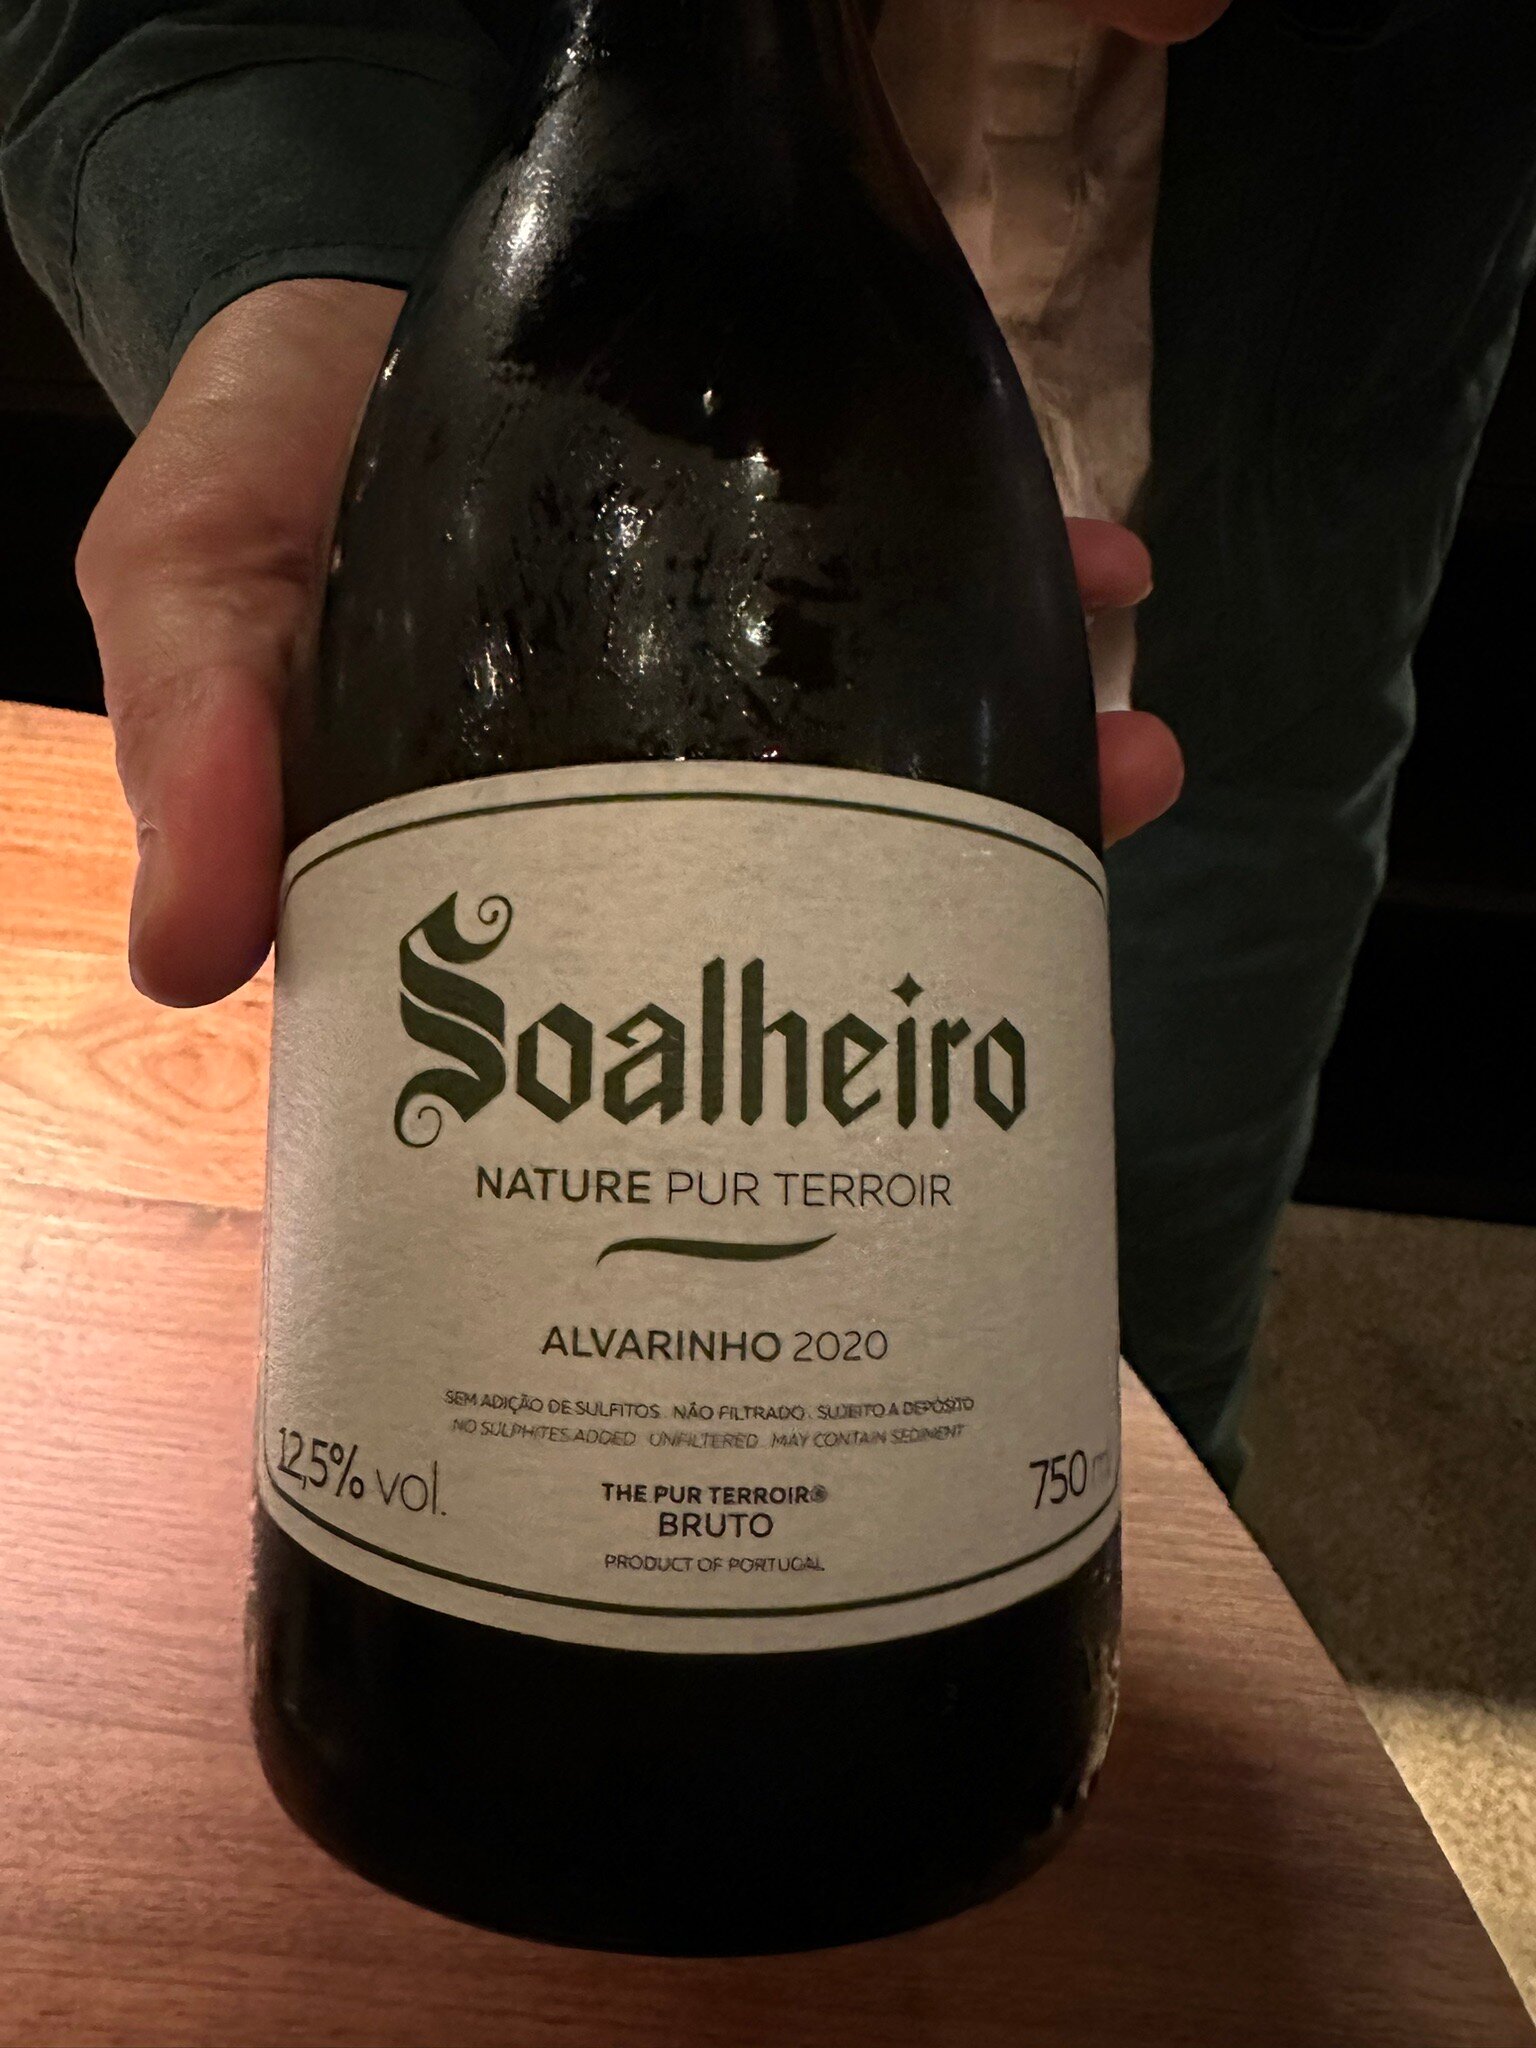 Soalheiro
NATURE PUR TERROIR
ALVARINHO 2020
SEM ADIÇÃO DE SULFITOS. NÃO FILTRADO. SUJEITO A DEPÓSITO
NO SULPHITES ADDED. UNFILTERED. MAY CONTAIN SEDIMENT
12,5% vol.
750 ml
THE PUR TERROIR®
BRUTO
PRODUCT OF PORTUGAL